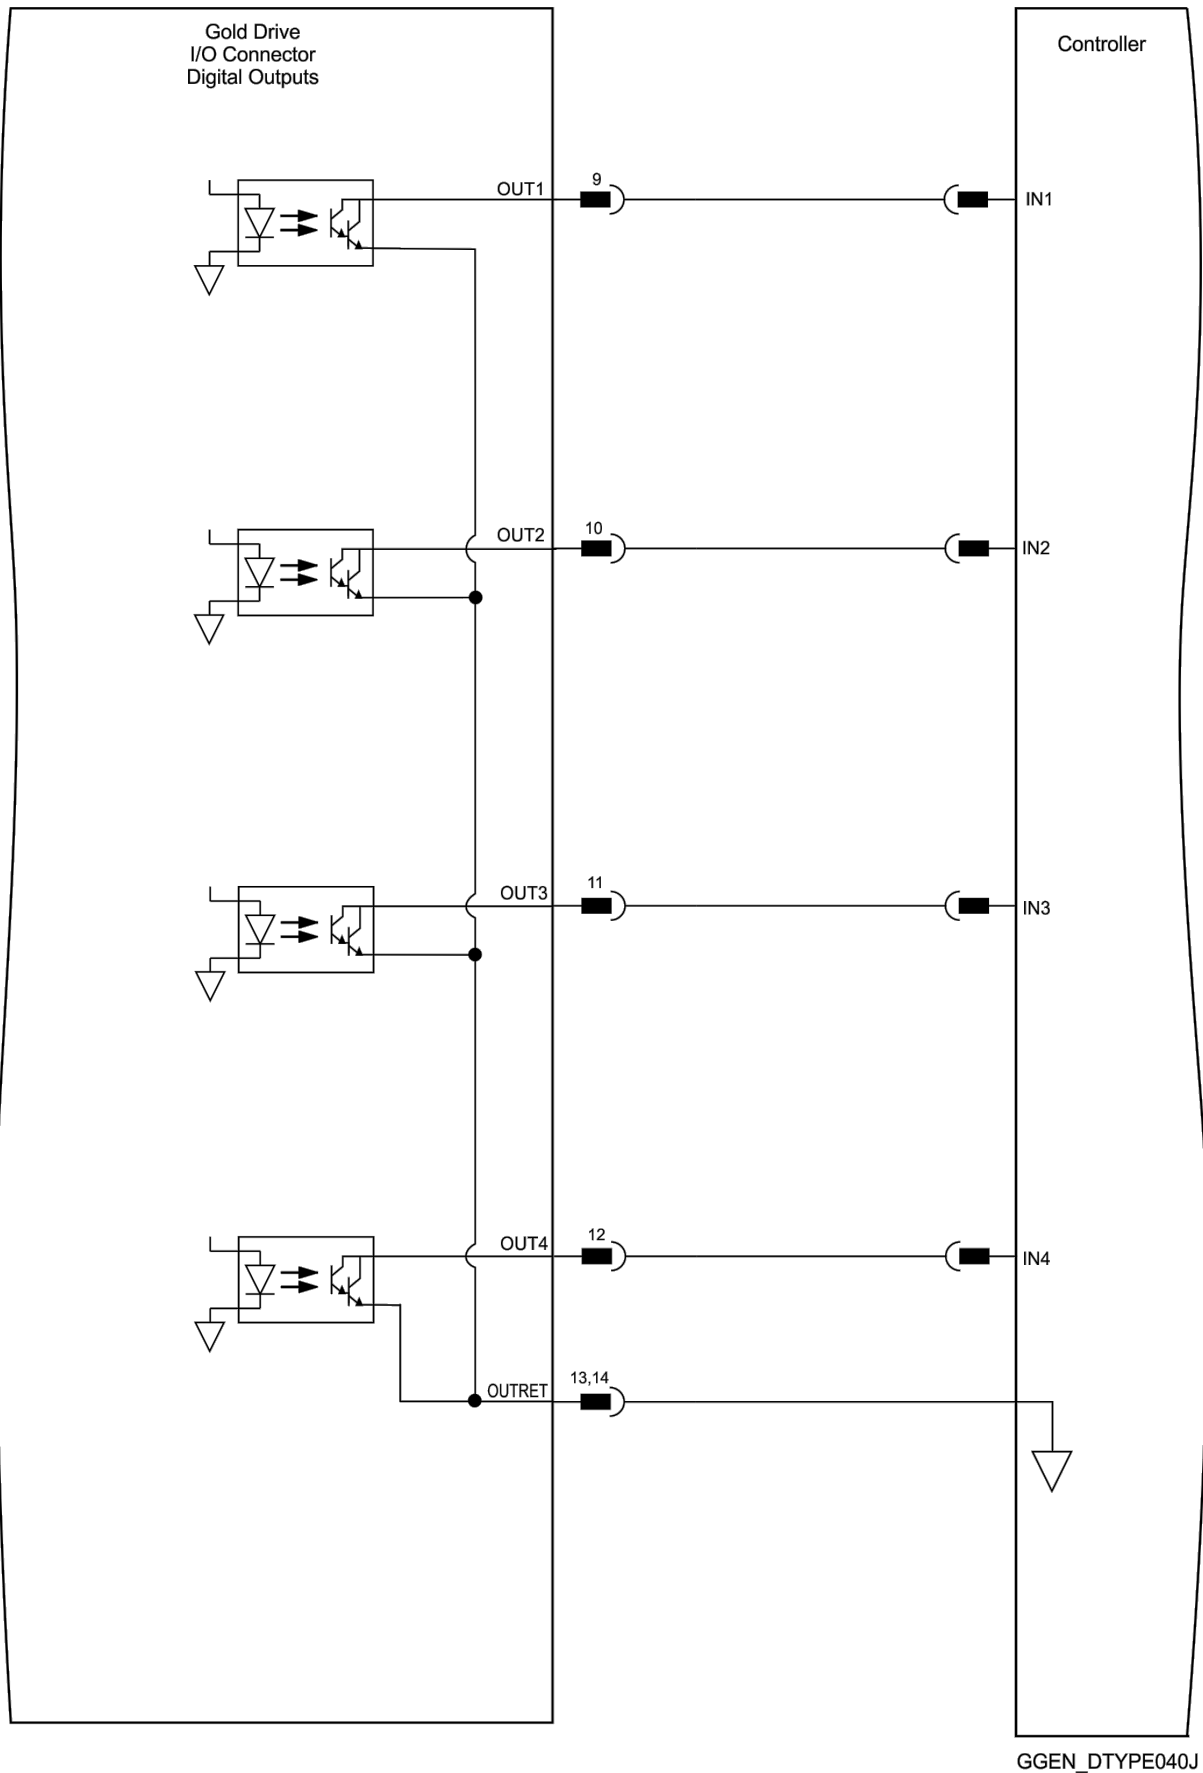 Gold Drive
I/O Connector
Digital Outputs
Controller
OUT1
9
IN1
OUT2
10
IN2
OUT3
11
IN3
OUT4
12
IN4
OUTRET
13,14
GGEN_DTYPE040J